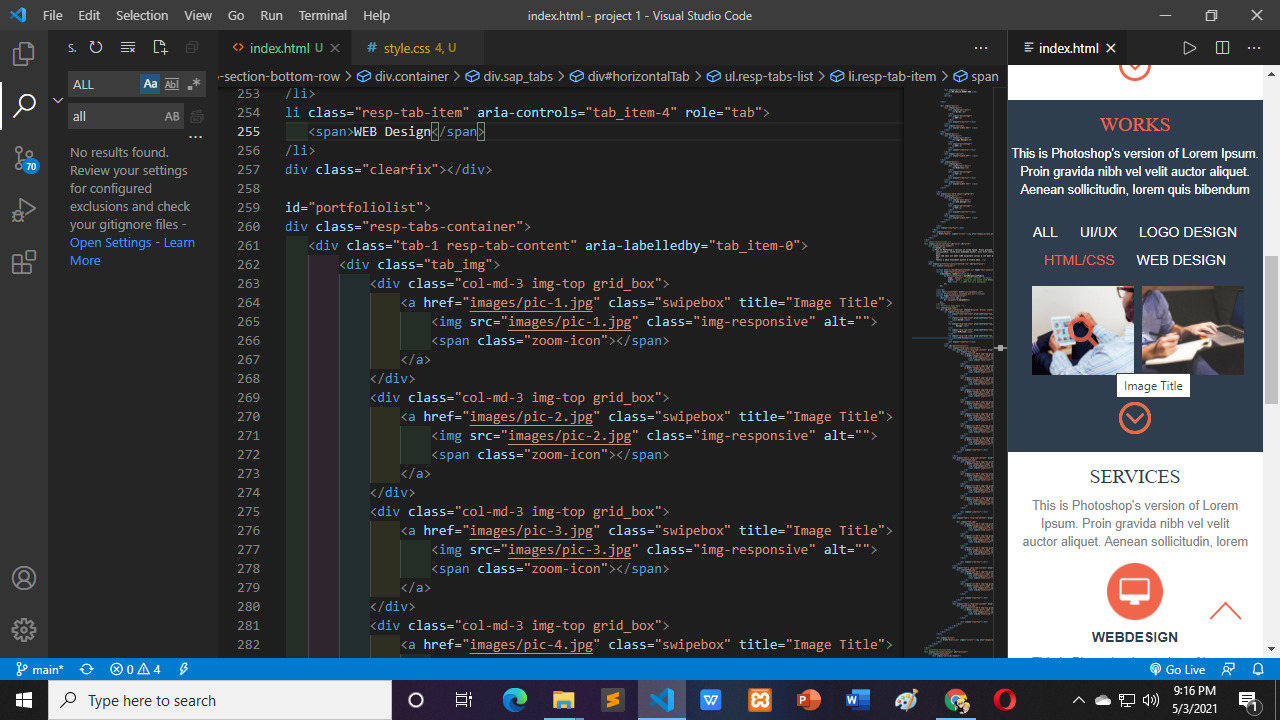 File Edit Selection View Go Run Terminal Help
index.html - project 1 - Visual Studio Code
S.
ALL
Aa Abl .*
all
AB
...
No results found.
Review your settings
for configured
exclusions and check
your gitignore files -
Open Settings - Learn
More
70
index.html U
# style.css 4, U
...
-section-bottom-row > div.container > div.sap_tabs > div#horizontalTab > ul.resp-tabs-list > li.resp-tab-item > span
253 /li>
254 li class="resp-tab-item" aria-controls="tab_item-4" role="tab">
255 <span>WEB Design</span>
256 /li>
257 div class="clearfix"></div>
258
259 id="portfoliolist">
260 div class="resp-tabs-container">
261 <div class="tab-1 resp-tab-content" aria-labelledby="tab_item-0">
262 <div class="tab_img">
263 <div class="col-md-3 img-top grid_box">
264 <a href="images/pic-1.jpg" class="swipebox" title="Image Title">
265 <img src="images/pic-1.jpg" class="img-responsive" alt="">
266 <span class="zoom-icon"></span>
267 </a>
268 </div>
269 <div class="col-md-3 img-top grid_box">
270 <a href="images/pic-2.jpg" class="swipebox" title="Image Title">
271 <img src="images/pic-2.jpg" class="img-responsive" alt="">
272 <span class="zoom-icon"></span>
273 </a>
274 </div>
275 <div class="col-md-3 img-top grid_box">
276 <a href="images/pic-3.jpg" class="swipebox" title="Image Title">
277 <img src="images/pic-3.jpg" class="img-responsive" alt="">
278 <span class="zoom-icon"></span>
279 </a>
280 </div>
281 <div class="col-md-3 img-top grid_box">
282 <a href="images/pic-4.jpg" class="swipebox" title="Image Title">
index.html
...
WORKS
This is Photoshop's version of Lorem Ipsum.
Proin gravida nibh vel velit auctor aliquet.
Aenean sollicitudin, lorem quis bibendum
ALL UI/UX LOGO DESIGN
HTML/CSS WEB DESIGN
Image Title
SERVICES
This is Photoshop's version of Lorem
Ipsum. Proin gravida nibh vel velit
auctor aliquet. Aenean sollicitudin, lorem
WEBDESIGN
main* 0 4
Go Live
Type here to search
9:16 PM
5/3/2021
1